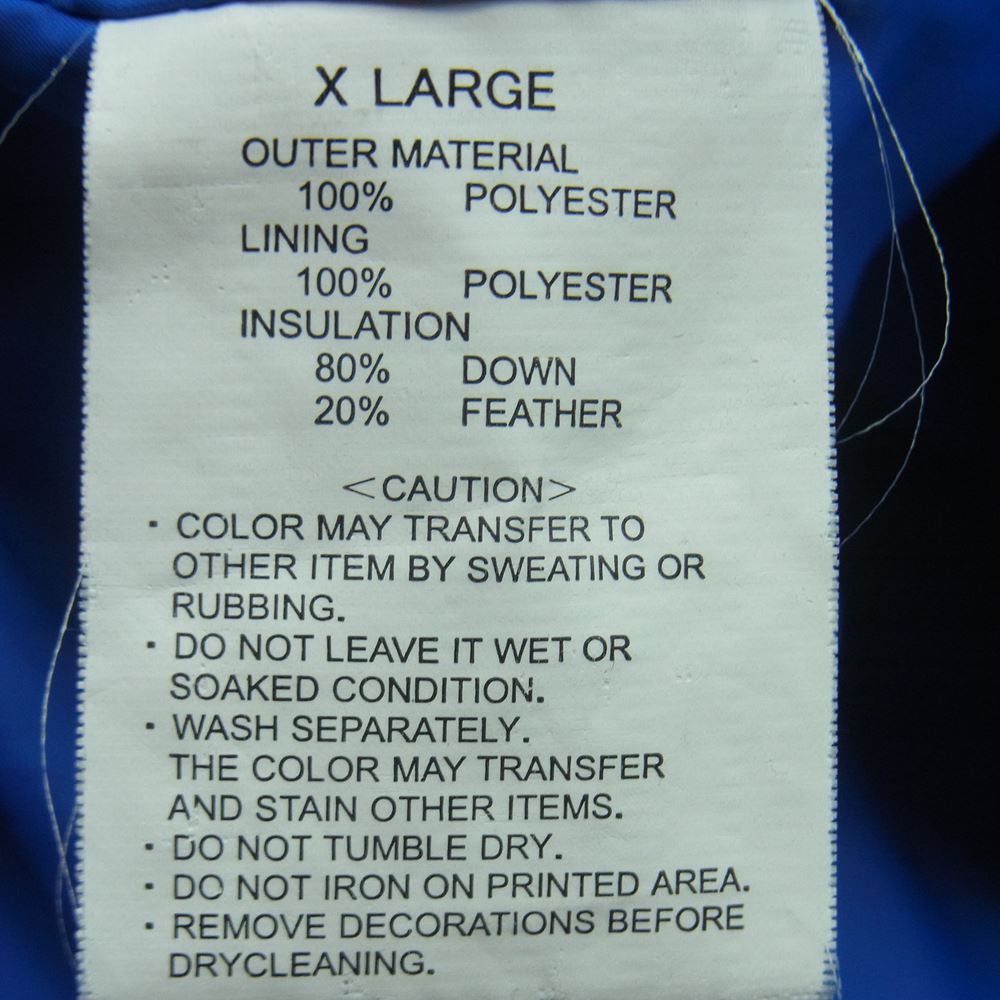 X LARGE
OUTER MATERIAL
100% POLYESTER
LINING
100% POLYESTER
INSULATION
80% DOWN
20% FEATHER
<CAUTION>
・COLOR MAY TRANSFER TO
OTHER ITEM BY SWEATING OR
RUBBING.
・DO NOT LEAVE IT WET OR
SOAKED CONDITION.
・WASH SEPARATELY.
THE COLOR MAY TRANSFER
AND STAIN OTHER ITEMS.
・DO NOT TUMBLE DRY.
・DO NOT IRON ON PRINTED AREA.
・REMOVE DECORATIONS BEFORE
DRYCLEANING.